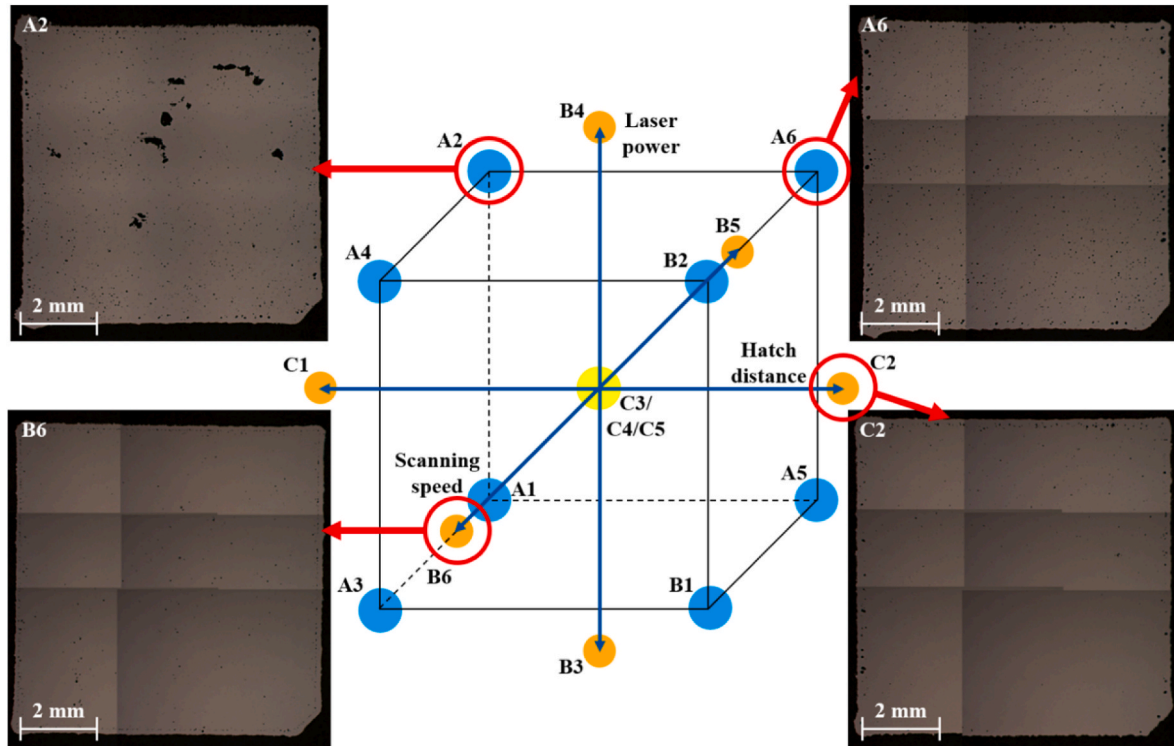 A2
2 mm
A6
2 mm
B4
Laser
power
A2
A6
B5
A4
B2
Hatch
distance
C1
C2
C3/
C4/C5
Scanning
speed
A1
A5
B6
A3
B1
B3
B6
2 mm
C2
2 mm